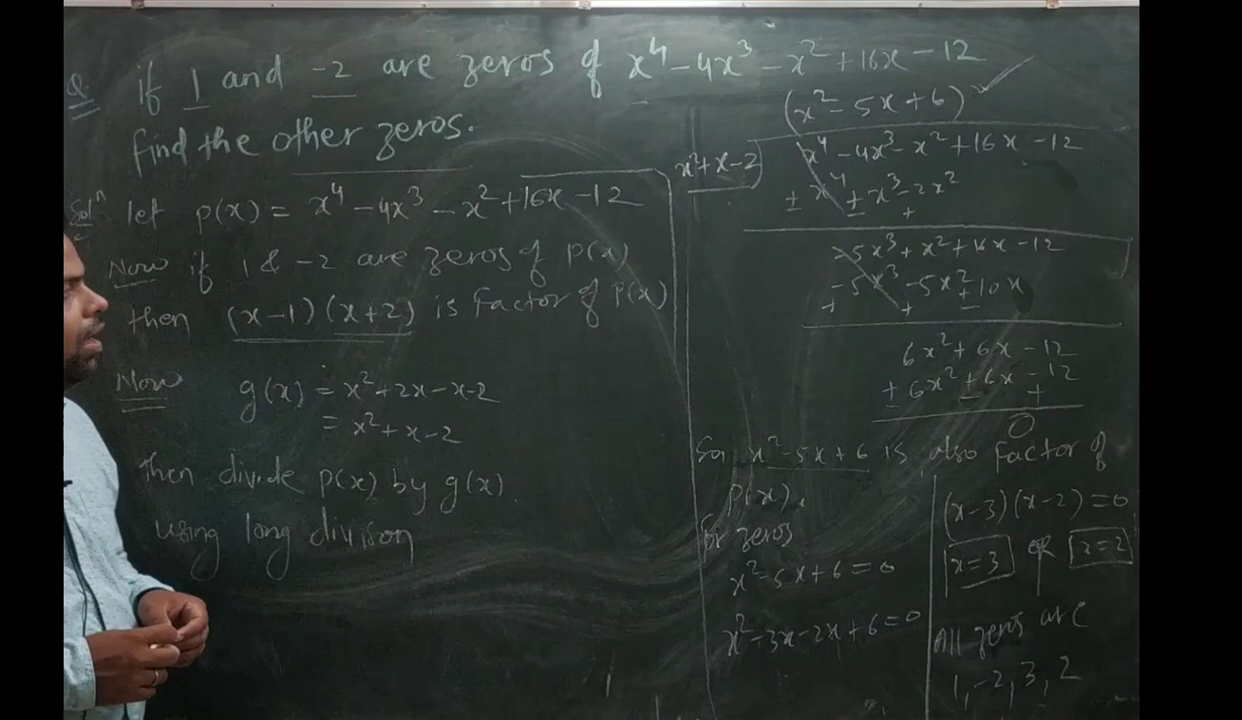 Q. if 1 and -2 are zeros of x⁴ - 4x³ - x² + 16x - 12
find the other zeros.
Solⁿ let p(x) = x⁴ - 4x³ - x² + 16x - 12
Now if 1 & -2 are zeros of p(x)
then (x-1)(x+2) is factor of p(x)
Now g(x) = x² + 2x - x - 2
= x² + x - 2
then divide p(x) by g(x).
using long divison
(x² - 5x + 6)
x² + x - 2) x⁴ - 4x³ - x² + 16x - 12
± x⁴ ± x³ - 2x²
+
-5x³ + x² + 16x - 12
-5x³ - 5x² ± 10x
+ +
6x² + 6x - 12
± 6x² ± 6x - 12
+
0
So, x² - 5x + 6 is also factor of
p(x).
for zeros
x² - 5x + 6 = 0
x² - 3x - 2x + 6 = 0
(x-3)(x-2) = 0
x = 3 or x = 2
All zeros are
1, -2, 3, 2